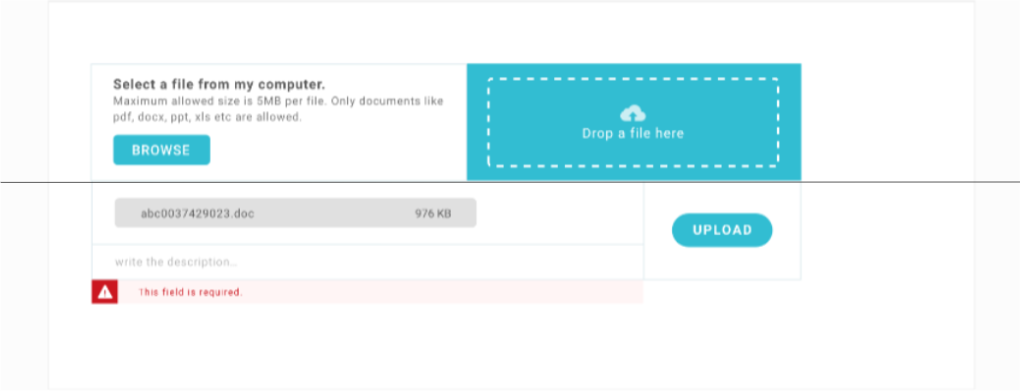 Select a file from my computer.
Maximum allowed size is 5MB per file. Only documents like
pdf, docx, ppt, xls etc are allowed.
BROWSE
Drop a file here
abc0037429023.doc 976 KB
UPLOAD
write the description...
This field is required.